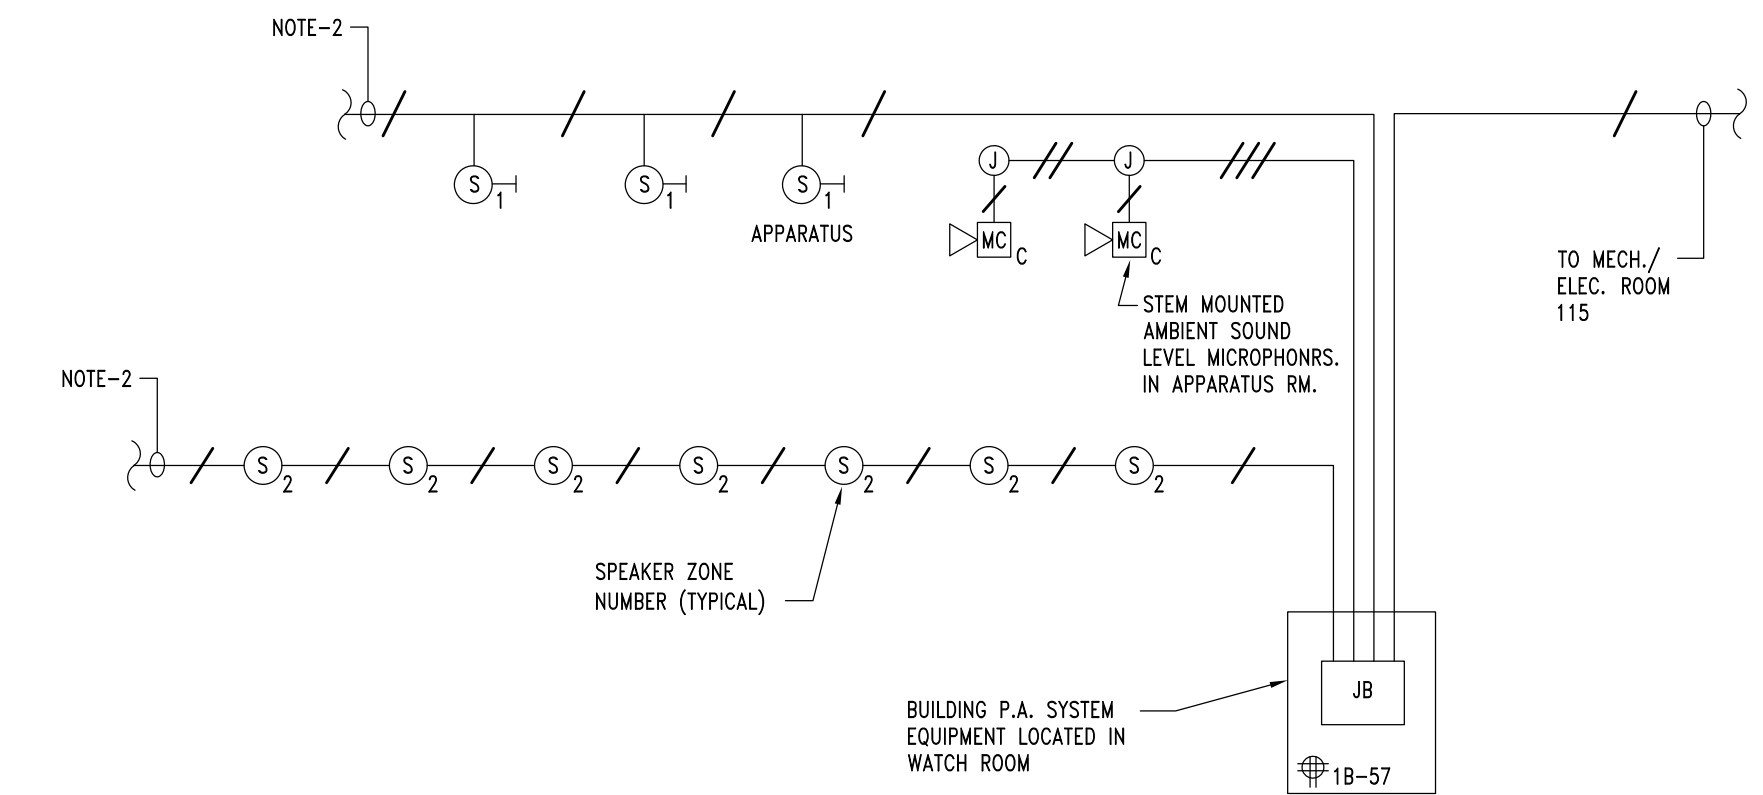 NOTE-2
S
1
S
1
S
1
APPARATUS
J
J
MC
C
MC
C
STEM MOUNTED
AMBIENT SOUND
LEVEL MICROPHONRS.
IN APPARATUS RM.
TO MECH./
ELEC. ROOM
115
NOTE-2
S
2
S
2
S
2
S
2
S
2
S
2
S
2
SPEAKER ZONE
NUMBER (TYPICAL)
BUILDING P.A. SYSTEM
EQUIPMENT LOCATED IN
WATCH ROOM
JB
1B-57